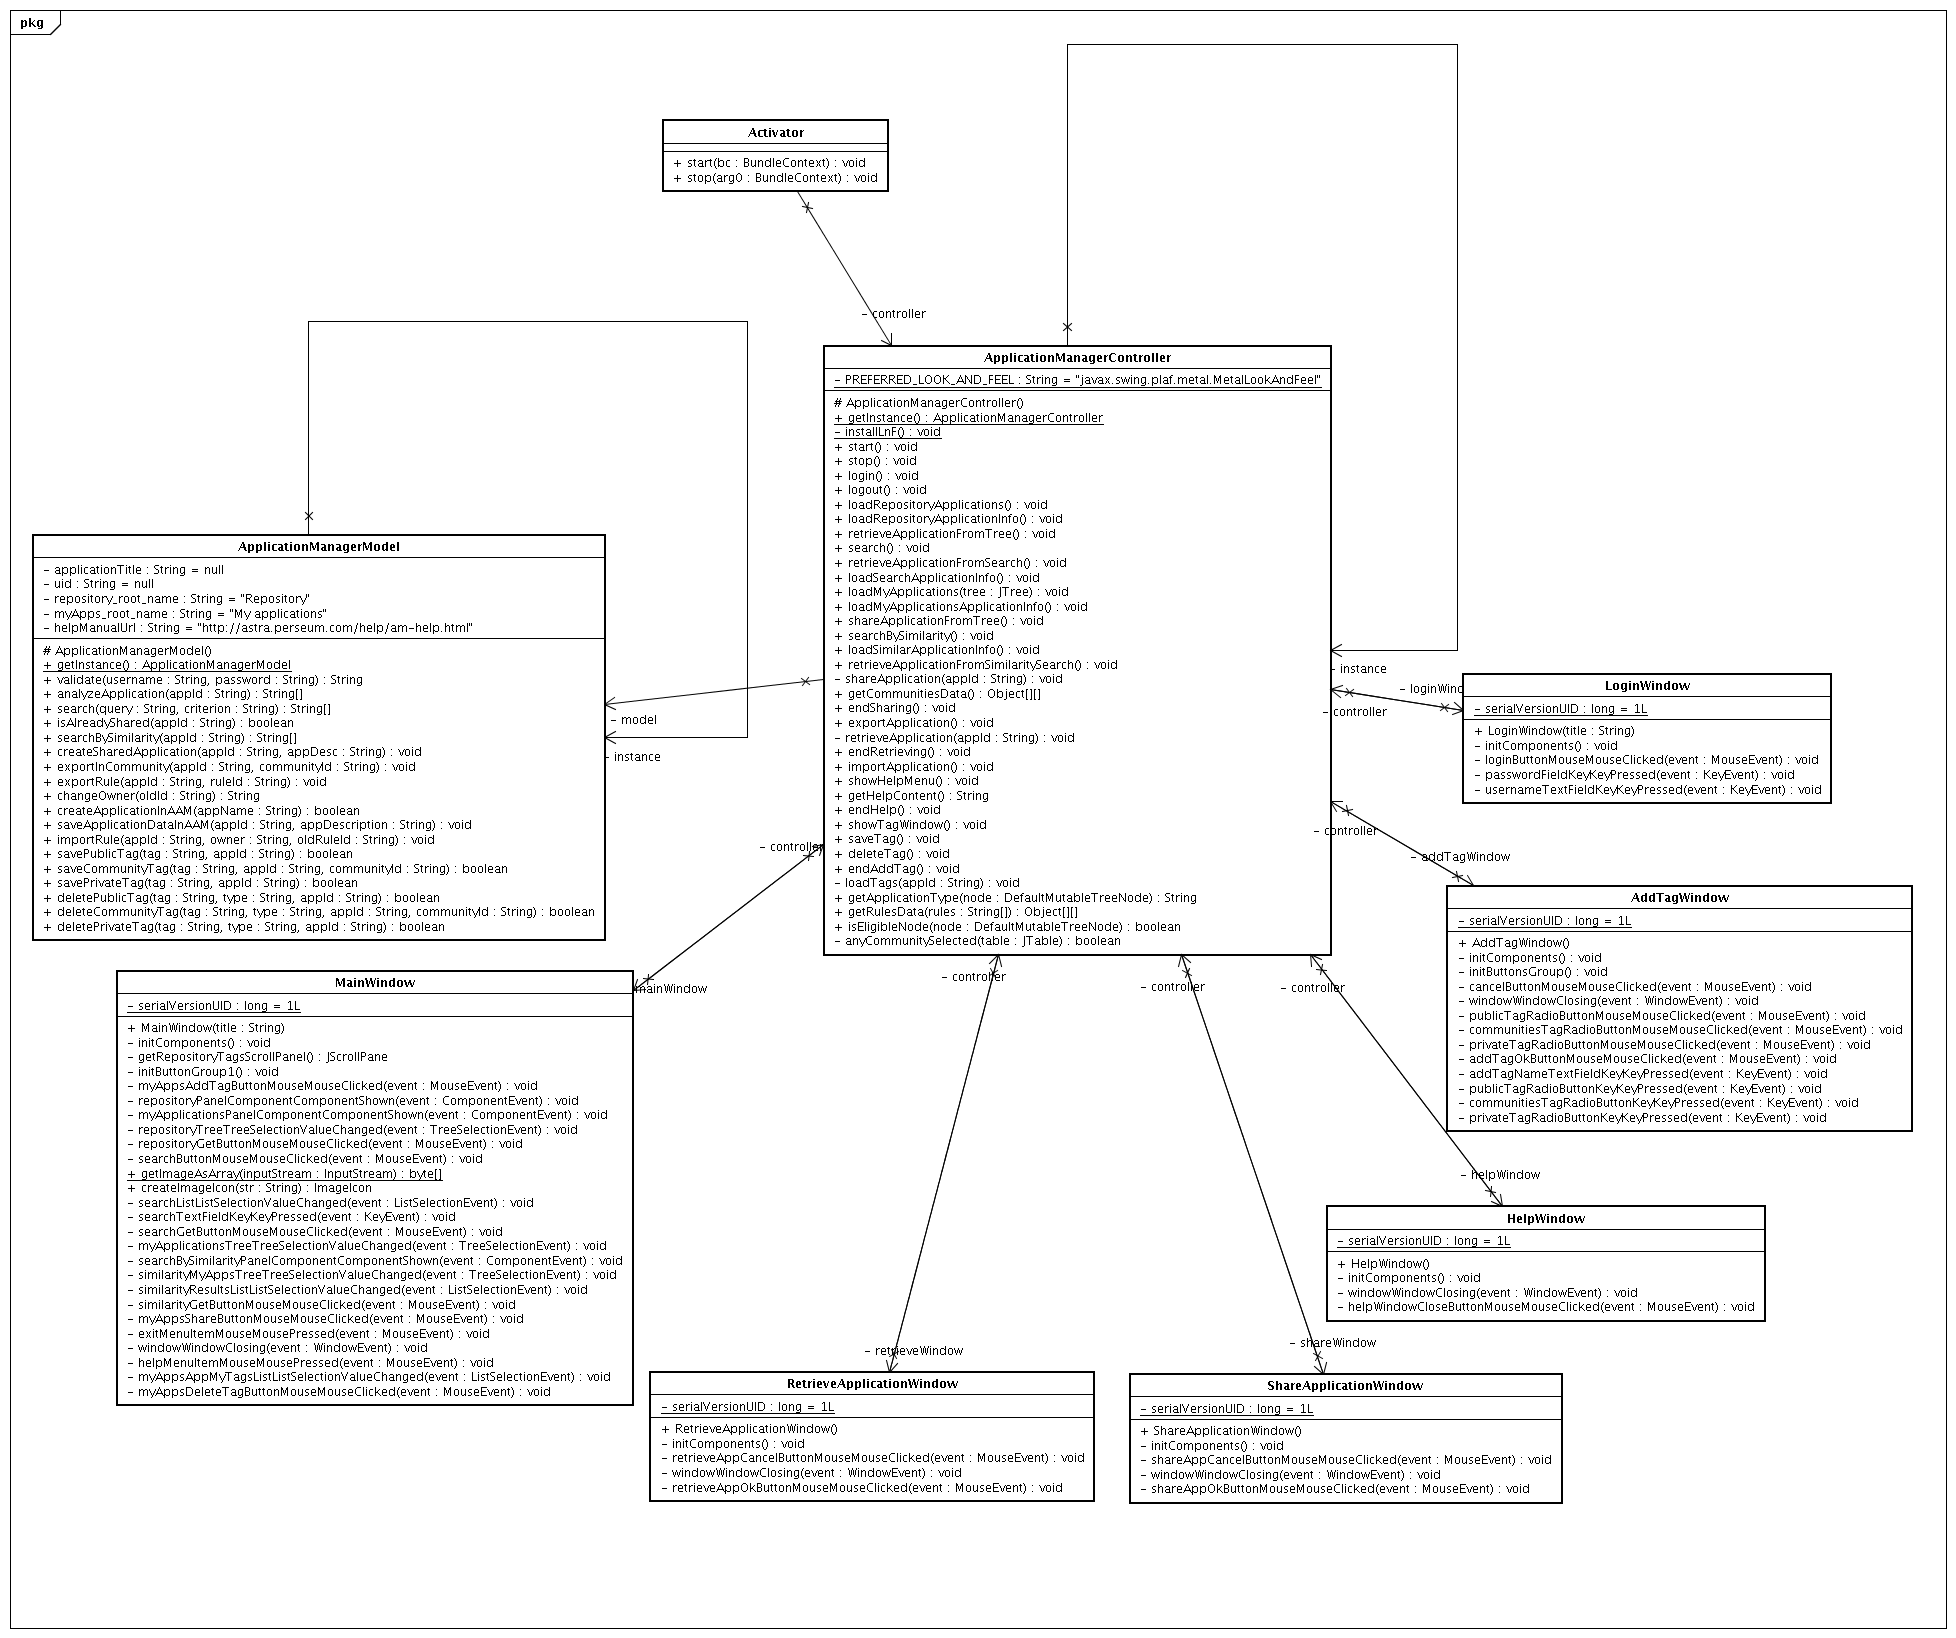 pkg
Activator
+ start(bc : BundleContext) : void
+ stop(arg0 : BundleContext) : void
- controller
ApplicationManagerController
- PREFERRED_LOOK_AND_FEEL : String = "javax.swing.plaf.metal.MetalLookAndFeel"
# ApplicationManagerController()
+ getInstance() : ApplicationManagerController
- installLnF() : void
+ start() : void
+ stop() : void
+ login() : void
+ logout() : void
+ loadRepositoryApplications() : void
+ loadRepositoryApplicationInfo() : void
+ retrieveApplicationFromTree() : void
+ search() : void
+ retrieveApplicationFromSearch() : void
+ loadSearchApplicationInfo() : void
+ loadMyApplications(tree : JTree) : void
+ loadMyApplicationsApplicationInfo() : void
+ shareApplicationFromTree() : void
+ searchBySimilarity() : void
+ loadSimilarApplicationInfo() : void
+ retrieveApplicationFromSimilaritySearch() : void
- shareApplication(appId : String) : void
+ getCommunitiesData() : Object[][]
+ endSharing() : void
+ exportApplication() : void
- retrieveApplication(appId : String) : void
+ endRetrieving() : void
+ importApplication() : void
+ showHelpMenu() : void
+ getHelpContent() : String
+ endHelp() : void
+ showTagWindow() : void
+ saveTag() : void
+ deleteTag() : void
+ endAddTag() : void
- loadTags(appId : String) : void
+ getApplicationType(node : DefaultMutableTreeNode) : String
+ getRulesData(rules : String[]) : Object[][]
+ isEligibleNode(node : DefaultMutableTreeNode) : boolean
- anyCommunitySelected(table : JTable) : boolean
ApplicationManagerModel
- applicationTitle : String = null
- uid : String = null
- repository_root_name : String = "Repository"
- myApps_root_name : String = "My applications"
- helpManualUrl : String = "http://astra.perseum.com/help/am-help.html"
# ApplicationManagerModel()
+ getInstance() : ApplicationManagerModel
+ validate(username : String, password : String) : String
+ analyzeApplication(appId : String) : String[]
+ search(query : String, criterion : String) : String[]
+ isAlreadyShared(appId : String) : boolean
+ searchBySimilarity(appId : String) : String[]
+ createSharedApplication(appId : String, appDesc : String) : void
+ exportInCommunity(appId : String, communityId : String) : void
+ exportRule(appId : String, ruleId : String) : void
+ changeOwner(oldId : String) : String
+ createApplicationInAAM(appName : String) : boolean
+ saveApplicationDataInAAM(appId : String, appDescription : String) : void
+ importRule(appId : String, owner : String, oldRuleId : String) : void
+ savePublicTag(tag : String, appId : String) : boolean
+ saveCommunityTag(tag : String, appId : String, communityId : String) : boolean
+ savePrivateTag(tag : String, appId : String) : boolean
+ deletePublicTag(tag : String, type : String, appId : String) : boolean
+ deleteCommunityTag(tag : String, type : String, appId : String, communityId : String) : boolean
+ deletePrivateTag(tag : String, type : String, appId : String) : boolean
- model
- instance
- instance
- loginWind
- controller
LoginWindow
- serialVersionUID : long = 1L
+ LoginWindow(title : String)
- initComponents() : void
- loginButtonMouseMouseClicked(event : MouseEvent) : void
- passwordFieldKeyKeyPressed(event : KeyEvent) : void
- usernameTextFieldKeyKeyPressed(event : KeyEvent) : void
- controller
- addTagWindow
AddTagWindow
- serialVersionUID : long = 1L
+ AddTagWindow()
- initComponents() : void
- initButtonsGroup() : void
- cancelButtonMouseMouseClicked(event : MouseEvent) : void
- windowWindowClosing(event : WindowEvent) : void
- publicTagRadioButtonMouseMouseClicked(event : MouseEvent) : void
- communitiesTagRadioButtonMouseMouseClicked(event : MouseEvent) : void
- privateTagRadioButtonMouseMouseClicked(event : MouseEvent) : void
- addTagOkButtonMouseMouseClicked(event : MouseEvent) : void
- addTagNameTextFieldKeyKeyPressed(event : KeyEvent) : void
- publicTagRadioButtonKeyKeyPressed(event : KeyEvent) : void
- communitiesTagRadioButtonKeyKeyPressed(event : KeyEvent) : void
- privateTagRadioButtonKeyKeyPressed(event : KeyEvent) : void
- controller
mainWindow
MainWindow
- serialVersionUID : long = 1L
+ MainWindow(title : String)
- initComponents() : void
- getRepositoryTagsScrollPanel() : JScrollPane
- initButtonGroup1() : void
- myAppsAddTagButtonMouseMouseClicked(event : MouseEvent) : void
- repositoryPanelComponentComponentShown(event : ComponentEvent) : void
- myApplicationsPanelComponentComponentShown(event : ComponentEvent) : void
- repositoryTreeTreeSelectionValueChanged(event : TreeSelectionEvent) : void
- repositoryGetButtonMouseMouseClicked(event : MouseEvent) : void
- searchButtonMouseMouseClicked(event : MouseEvent) : void
+ getImageAsArray(inputStream : InputStream) : byte[]
+ createImageIcon(str : String) : ImageIcon
- searchListListSelectionValueChanged(event : ListSelectionEvent) : void
- searchTextFieldKeyKeyPressed(event : KeyEvent) : void
- searchGetButtonMouseMouseClicked(event : MouseEvent) : void
- myApplicationsTreeTreeSelectionValueChanged(event : TreeSelectionEvent) : void
- searchBySimilarityPanelComponentComponentShown(event : ComponentEvent) : void
- similarityMyAppsTreeTreeSelectionValueChanged(event : TreeSelectionEvent) : void
- similarityResultsListListSelectionValueChanged(event : ListSelectionEvent) : void
- similarityGetButtonMouseMouseClicked(event : MouseEvent) : void
- myAppsShareButtonMouseMouseClicked(event : MouseEvent) : void
- exitMenuItemMouseMousePressed(event : MouseEvent) : void
- windowWindowClosing(event : WindowEvent) : void
- helpMenuItemMouseMousePressed(event : MouseEvent) : void
- myAppsAppMyTagsListListSelectionValueChanged(event : ListSelectionEvent) : void
- myAppsDeleteTagButtonMouseMouseClicked(event : MouseEvent) : void
- controller
- controller
- controller
- helpWindow
HelpWindow
- serialVersionUID : long = 1L
+ HelpWindow()
- initComponents() : void
- windowWindowClosing(event : WindowEvent) : void
- helpWindowCloseButtonMouseMouseClicked(event : MouseEvent) : void
- retrieveWindow
RetrieveApplicationWindow
- serialVersionUID : long = 1L
+ RetrieveApplicationWindow()
- initComponents() : void
- retrieveAppCancelButtonMouseMouseClicked(event : MouseEvent) : void
- windowWindowClosing(event : WindowEvent) : void
- retrieveAppOkButtonMouseMouseClicked(event : MouseEvent) : void
- shareWindow
ShareApplicationWindow
- serialVersionUID : long = 1L
+ ShareApplicationWindow()
- initComponents() : void
- shareAppCancelButtonMouseMouseClicked(event : MouseEvent) : void
- windowWindowClosing(event : WindowEvent) : void
- shareAppOkButtonMouseMouseClicked(event : MouseEvent) : void